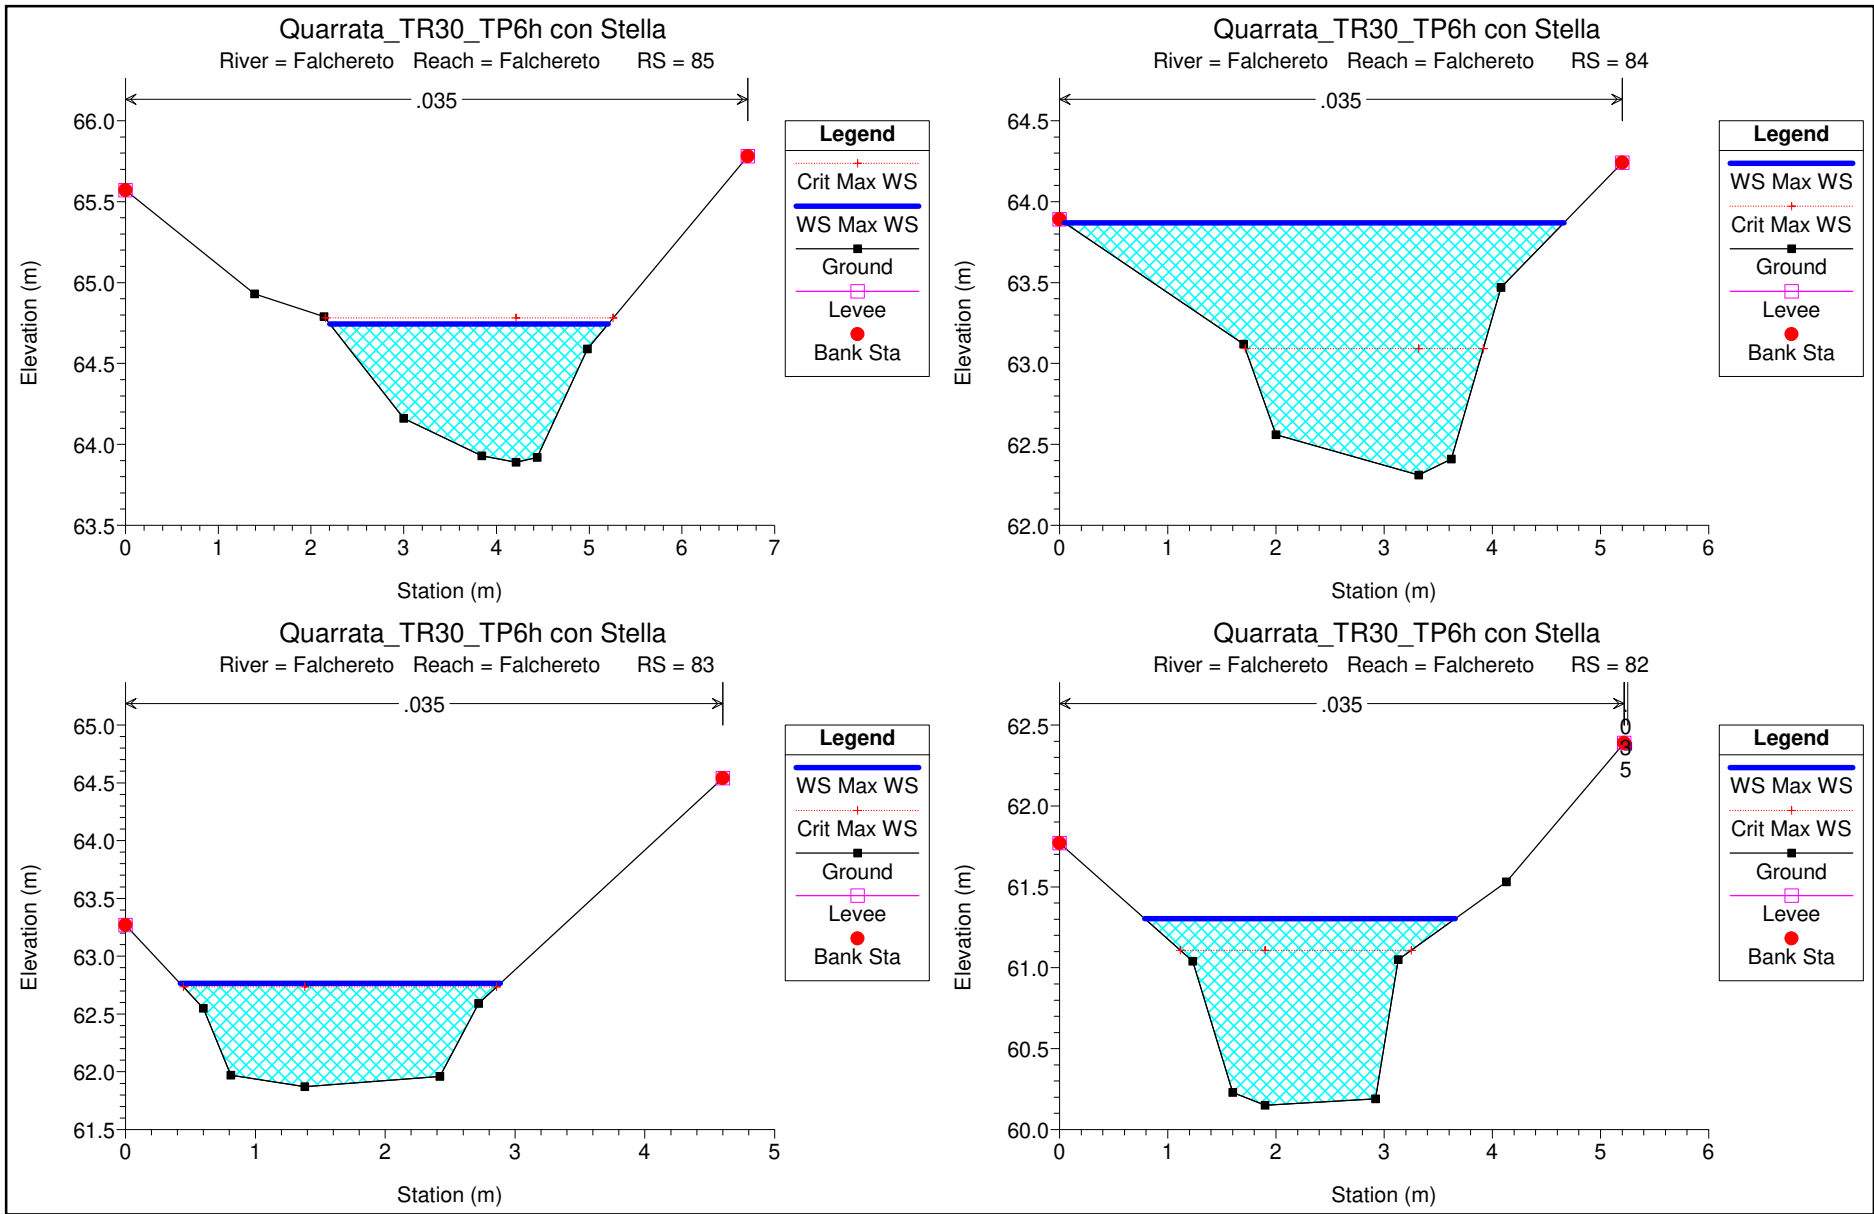 Quarrata_TR30_TP6h con Stella
River = Falchereto Reach = Falchereto RS = 85
.035
66.0
65.5
65.0
64.5
64.0
63.5
Elevation (m)
0 1 2 3 4 5 6 7
Station (m)
Legend
Crit Max WS
WS Max WS
Ground
Levee
Bank Sta
Quarrata_TR30_TP6h con Stella
River = Falchereto Reach = Falchereto RS = 84
.035
64.5
64.0
63.5
63.0
62.5
62.0
Elevation (m)
0 1 2 3 4 5 6
Station (m)
Legend
WS Max WS
Crit Max WS
Ground
Levee
Bank Sta
Quarrata_TR30_TP6h con Stella
River = Falchereto Reach = Falchereto RS = 83
.035
65.0
64.5
64.0
63.5
63.0
62.5
62.0
61.5
Elevation (m)
0 1 2 3 4 5
Station (m)
Legend
WS Max WS
Crit Max WS
Ground
Levee
Bank Sta
Quarrata_TR30_TP6h con Stella
River = Falchereto Reach = Falchereto RS = 82
.035
.
0
3
5
62.5
62.0
61.5
61.0
60.5
60.0
Elevation (m)
0 1 2 3 4 5 6
Station (m)
Legend
WS Max WS
Crit Max WS
Ground
Levee
Bank Sta